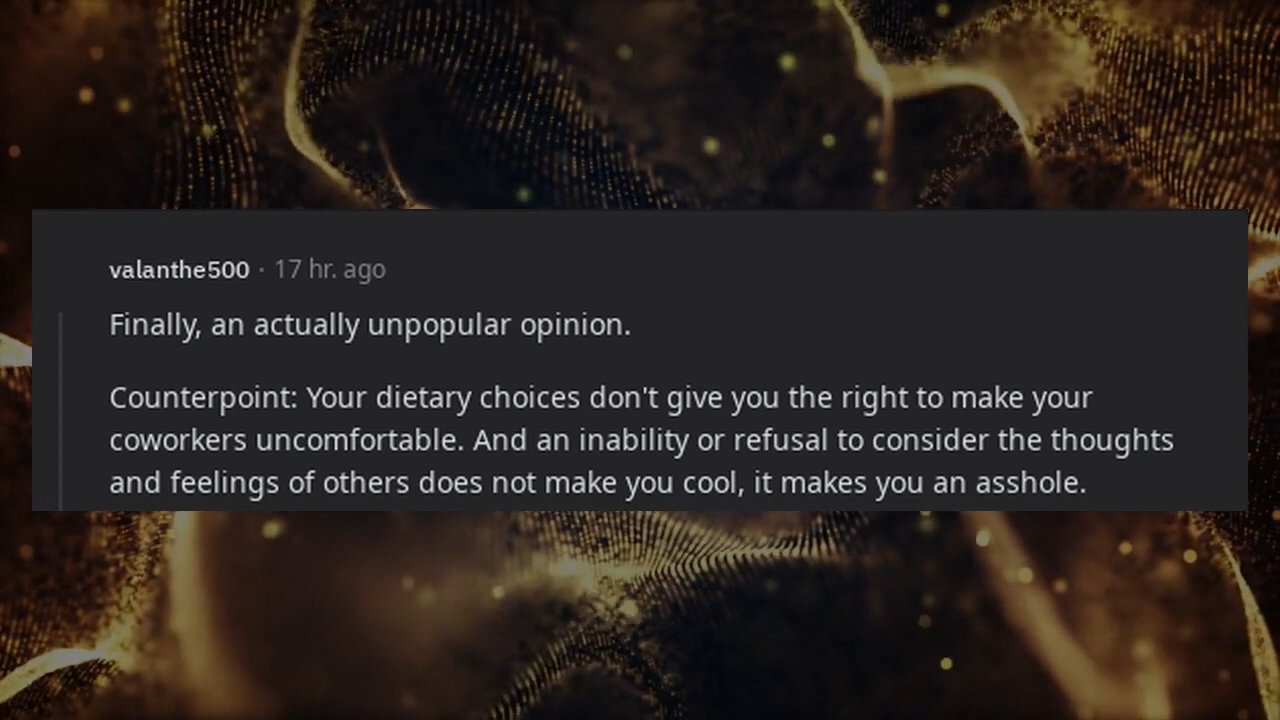 valanthe500 · 17 hr. ago
Finally, an actually unpopular opinion.
Counterpoint: Your dietary choices don't give you the right to make your
coworkers uncomfortable. And an inability or refusal to consider the thoughts
and feelings of others does not make you cool, it makes you an asshole.